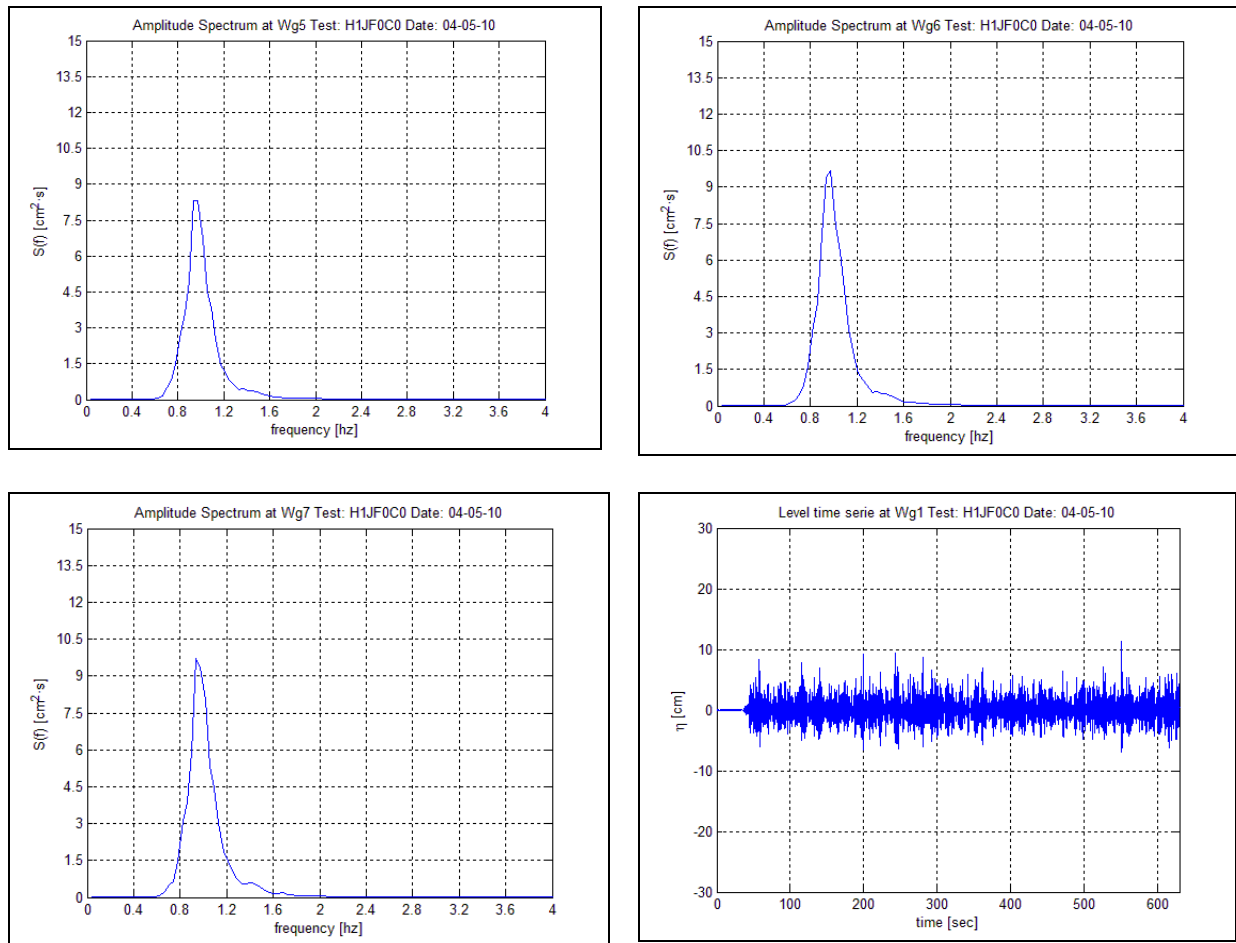 Amplitude Spectrum at Wg5 Test: H1JF0C0 Date: 04-05-10
15
13.5
12
10.5
9
7.5
6
4.5
3
1.5
0
S(f) [cm²·s]
0 0.4 0.8 1.2 1.6 2 2.4 2.8 3.2 3.6 4
frequency [hz]
Amplitude Spectrum at Wg6 Test: H1JF0C0 Date: 04-05-10
15
13.5
12
10.5
9
7.5
6
4.5
3
1.5
0
S(f) [cm²·s]
0 0.4 0.8 1.2 1.6 2 2.4 2.8 3.2 3.6 4
frequency [hz]
Amplitude Spectrum at Wg7 Test: H1JF0C0 Date: 04-05-10
15
13.5
12
10.5
9
7.5
6
4.5
3
1.5
0
S(f) [cm²·s]
0 0.4 0.8 1.2 1.6 2 2.4 2.8 3.2 3.6 4
frequency [hz]
Level time serie at Wg1 Test: H1JF0C0 Date: 04-05-10
30
20
10
0
-10
-20
-30
η [cm]
0 100 200 300 400 500 600
time [sec]